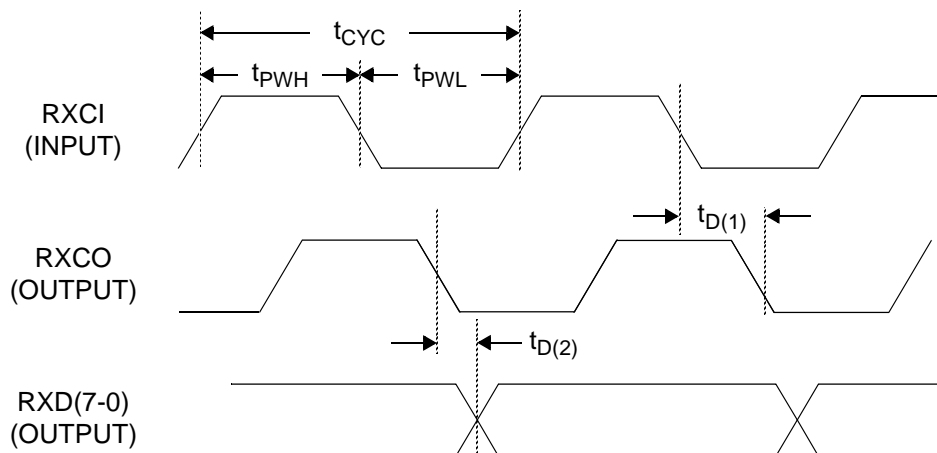 tCYC
tPWH tPWL
RXCI
(INPUT)
tD(1)
RXCO
(OUTPUT)
tD(2)
RXD(7-0)
(OUTPUT)